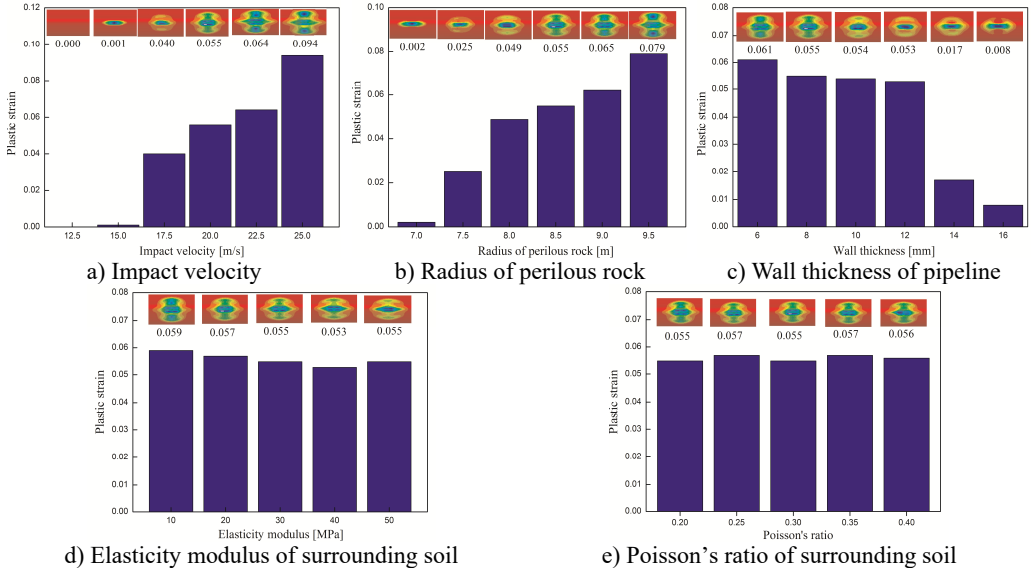 0.12
0.10
0.08
0.06
0.04
0.02
0.00
Plastic strain
0.000 0.001 0.040 0.055 0.064 0.094
12.5 15.0 17.5 20.0 22.5 25.0
Impact velocity [m/s]
a) Impact velocity
0.10
0.08
0.06
0.04
0.02
0.00
Plastic strain
0.002 0.025 0.049 0.055 0.065 0.079
7.0 7.5 8.0 8.5 9.0 9.5
Radius of perilous rock [m]
b) Radius of perilous rock
0.08
0.07
0.06
0.05
0.04
0.03
0.02
0.01
0.00
Plastic strain
0.061 0.055 0.054 0.053 0.017 0.008
6 8 10 12 14 16
Wall thickness [mm]
c) Wall thickness of pipeline
0.08
0.07
0.06
0.05
0.04
0.03
0.02
0.01
0.00
Plastic strain
0.059 0.057 0.055 0.053 0.055
10 20 30 40 50
Elasticity modulus [MPa]
d) Elasticity modulus of surrounding soil
0.08
0.07
0.06
0.05
0.04
0.03
0.02
0.01
0.00
Plastic strain
0.055 0.057 0.055 0.057 0.056
0.20 0.25 0.30 0.35 0.40
Poisson's ratio
e) Poisson’s ratio of surrounding soil